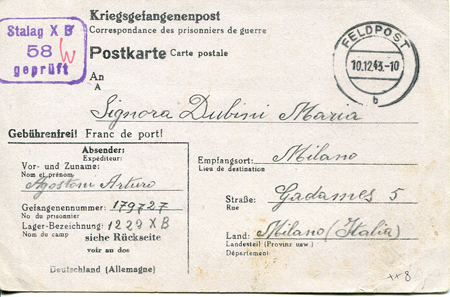 Kriegsgefangenenpost
Correspondance des prisonniers de guerre
Stalag X B
58
geprüft
Postkarte Carte postale
FELDPOST
10.12.43.-10
b
An
A
Signora Dubini Maria
Gebührenfrei! Franc de port!
Absender:
Expéditeur:
Vor- und Zuname:
Nom et prénom
Agostoni Arturo
Gefangenennummer: 179727
No du prisonnier
Lager-Bezeichnung: 1229 XB
Nom du camp
siehe Rückseite
voir au dos
Deutschland (Allemagne)
Empfangsort: Milano
Lieu de destination
Straße: Gadames 5
Rue
Land: Milano (Italia)
Landesteil (Provinz usw.)
Département